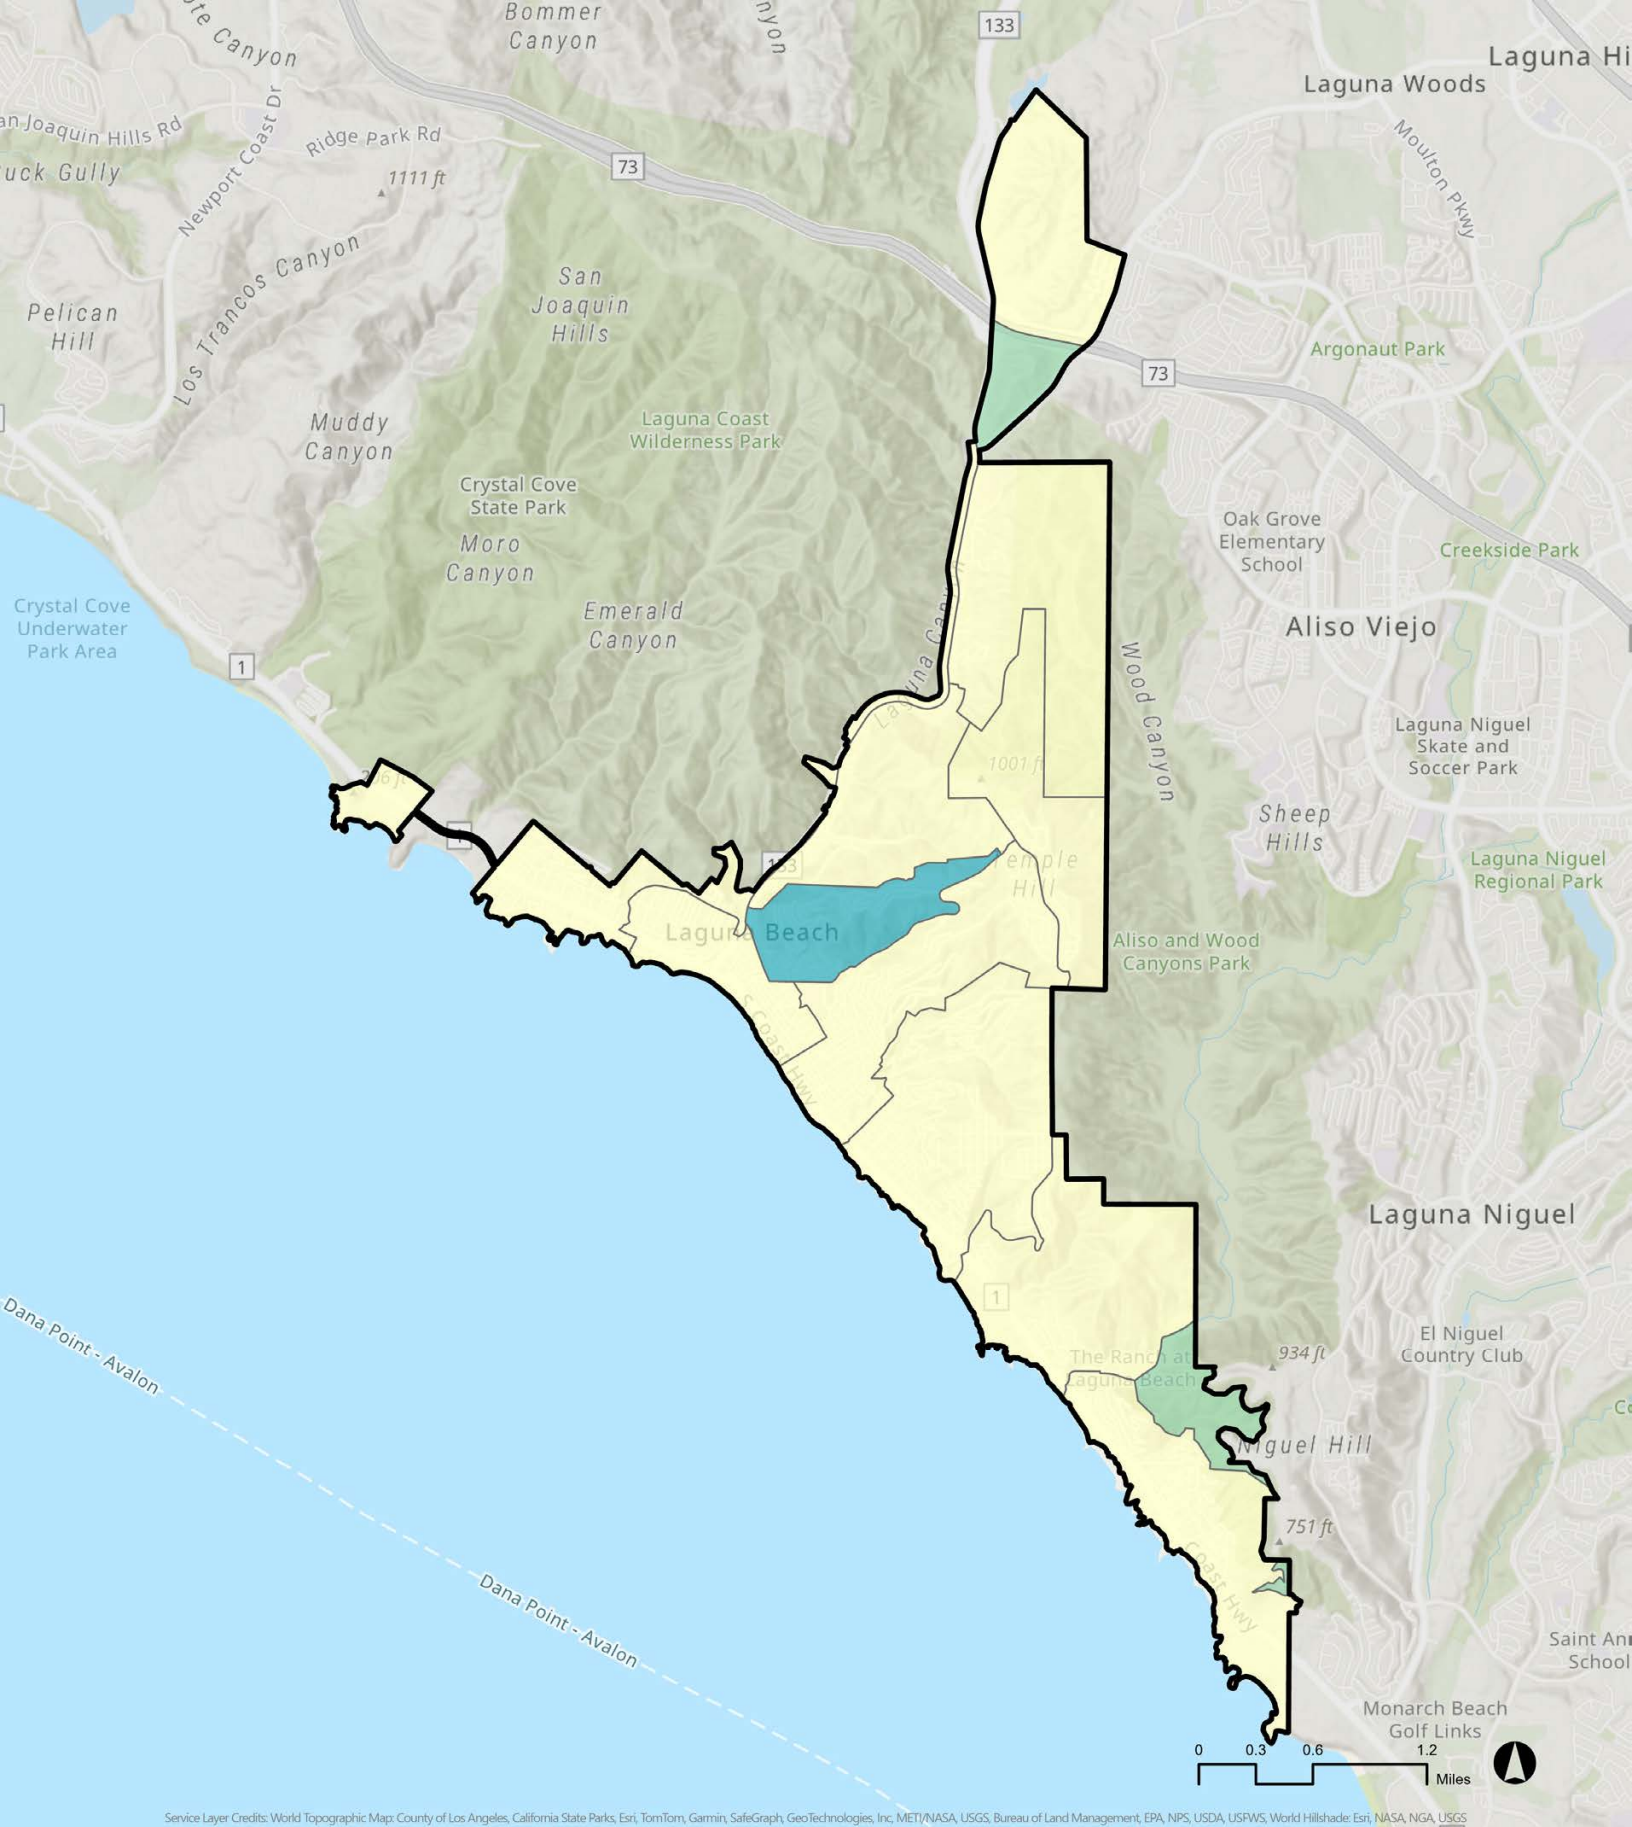 Bommer
Canyon
133
Laguna Woods
an Joaquin Hills Rd
Newport Coast Dr
Ridge Park Rd
73
1111 ft
Moulton Pkwy
Los Trancos Canyon
San
Joaquin
Hills
Pelican
Hill
Argonaut Park
73
Muddy
Canyon
Laguna Coast
Wilderness Park
Crystal Cove
State Park
Oak Grove
Elementary
School
Moro
Canyon
Creekside Park
Crystal Cove
Underwater
Park Area
Emerald
Canyon
Aliso Viejo
1
Wood Canyon
Laguna Niguel
Skate and
Soccer Park
1001 ft
Sheep
Hills
Temple
Hill
Laguna Niguel
Regional Park
Laguna Beach
Aliso and Wood
Canyons Park
S Coast Hwy
Laguna Niguel
1
Dana Point - Avalon
The Ranch at
Laguna Beach
934 ft
El Niguel
Country Club
Niguel Hill
751 ft
Coast Hwy
Dana Point - Avalon
Monarch Beach
Golf Links
School
0 0.3 0.6 1.2
Miles
Service Layer Credits: World Topographic Map: County of Los Angeles, California State Parks, Esri, TomTom, Garmin, SafeGraph, GeoTechnologies, Inc, METI/NASA, USGS, Bureau of Land Management, EPA, NPS, USDA, USFWS, World Hillshade: Esri, NASA, NGA, USGS